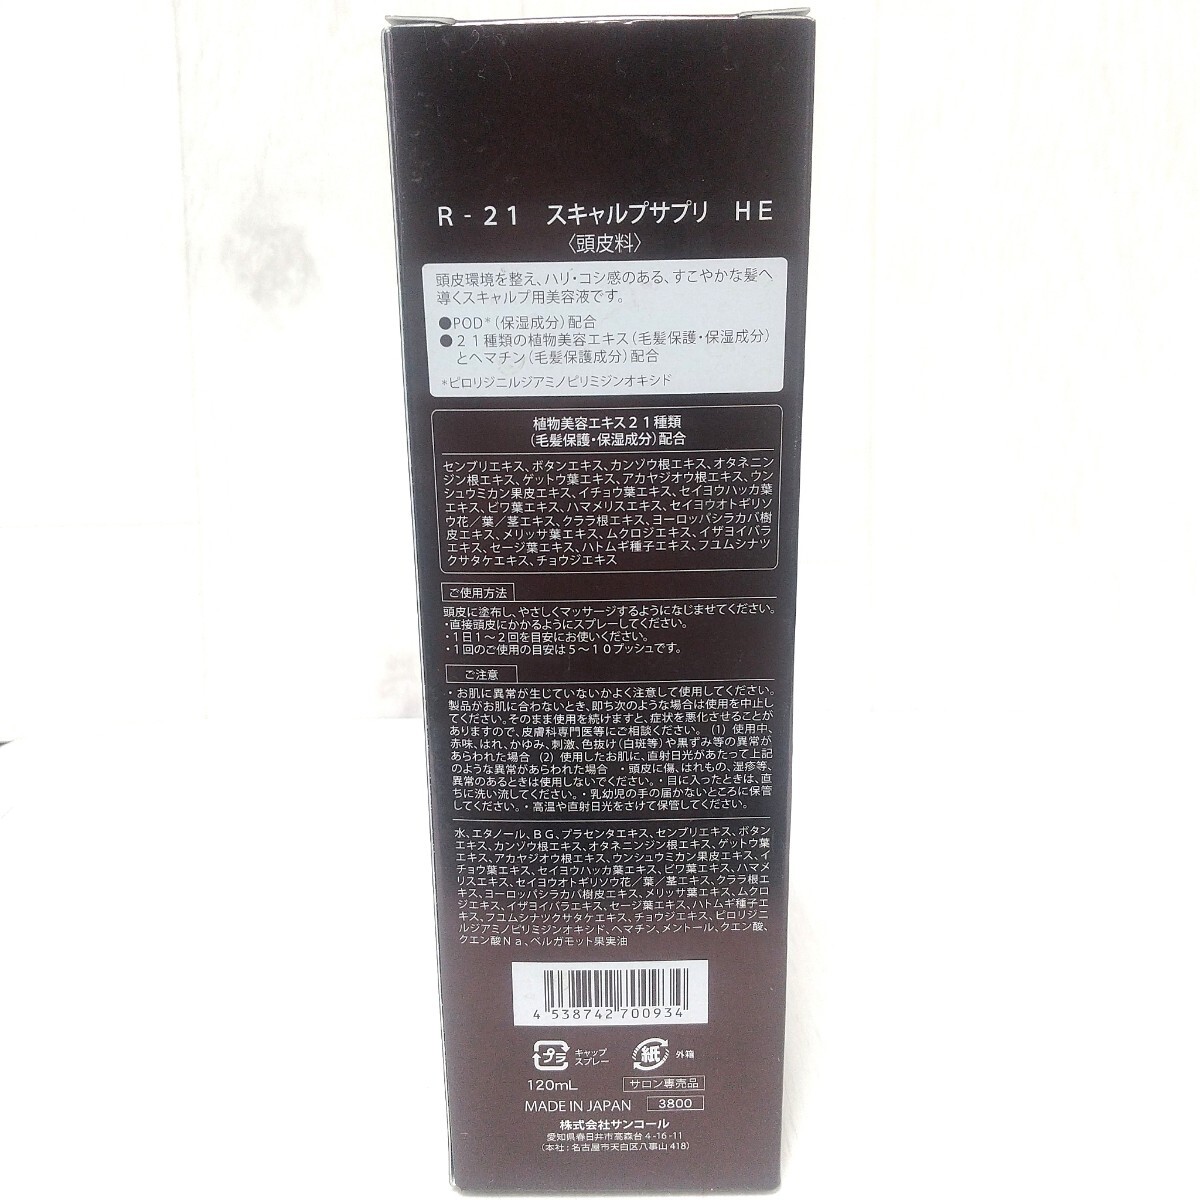 R-21 スキャルプサプリ HE
〈頭皮料〉
頭皮環境を整え、ハリ・コシ感のある、すこやかな髪へ
導くスキャルプ用美容液です。
●POD*（保湿成分）配合
●21種類の植物美容エキス（毛髪保護・保湿成分）
とヘマチン（毛髪保護成分）配合
*ピロリジニルジアミノピリミジンオキシド
植物美容エキス21種類
（毛髪保護・保湿成分）配合
センブリエキス、ボタンエキス、カンゾウ根エキス、オタネニン
ジン根エキス、ゲットウ葉エキス、アカヤジオウ根エキス、ウン
シュウミカン果皮エキス、イチョウ葉エキス、セイヨウハッカ葉
エキス、ビワ葉エキス、ハマメリスエキス、セイヨウオトギリソ
ウ花／葉／茎エキス、クララ根エキス、ヨーロッパシラカバ樹
皮エキス、メリッサ葉エキス、ムクロジエキス、イザヨイバラ
エキス、セージ葉エキス、ハトムギ種子エキス、フユムシナツ
クサタケエキス、チョウジエキス
ご使用方法
頭皮に塗布し、やさしくマッサージするようになじませてください。
・直接頭皮にかかるようにスプレーしてください。
・1日1〜2回を目安にお使いください。
・1回のご使用の目安は5〜10プッシュです。
ご注意
・お肌に異常が生じていないかよく注意して使用してください。
製品がお肌に合わないとき、即ち次のような場合は使用を中止し
てください。そのまま使用を続けますと、症状を悪化させることが
ありますので、皮膚科専門医等にご相談ください。(1) 使用中、
赤味、はれ、かゆみ、刺激、色抜け(白斑等)や黒ずみ等の異常が
あらわれた場合 (2) 使用したお肌に、直射日光があたって上記
のような異常があらわれた場合 ・頭皮に傷、はれもの、湿疹等、
異常のあるときは使用しないでください。・目に入ったときは、直
ちに洗い流してください。・乳幼児の手の届かないところに保管
してください。・高温や直射日光をさけて保管してください。
水、エタノール、BG、プラセンタエキス、センブリエキス、ボタン
エキス、カンゾウ根エキス、オタネニンジン根エキス、ゲットウ葉
エキス、アカヤジオウ根エキス、ウンシュウミカン果皮エキス、イ
チョウ葉エキス、セイヨウハッカ葉エキス、ビワ葉エキス、ハマメ
リスエキス、セイヨウオトギリソウ花／葉／茎エキス、クララ根エ
キス、ヨーロッパシラカバ樹皮エキス、メリッサ葉エキス、ムクロ
ジエキス、イザヨイバラエキス、セージ葉エキス、ハトムギ種子エ
キス、フユムシナツクサタケエキス、チョウジエキス、ピロリジニ
ルジアミノピリミジンオキシド、ヘマチン、メントール、クエン酸、
クエン酸Na、ベルガモット果実油
4 538742 700934
プラ キャップ
スプレー
紙 外箱
120mL サロン専売品
MADE IN JAPAN 3800
株式会社サンコール
愛知県春日井市高森台4-16-11
（本社：名古屋市天白区八事山418）